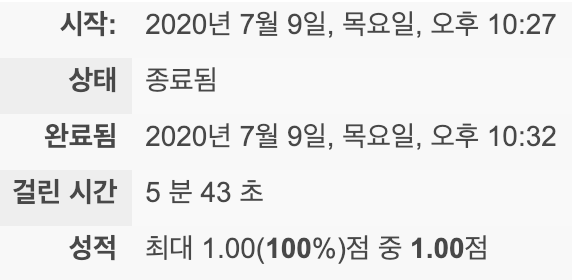 시작: 2020년 7월 9일, 목요일, 오후 10:27
상태 종료됨
완료됨 2020년 7월 9일, 목요일, 오후 10:32
걸린 시간 5 분 43 초
성적 최대 1.00(100%)점 중 1.00점